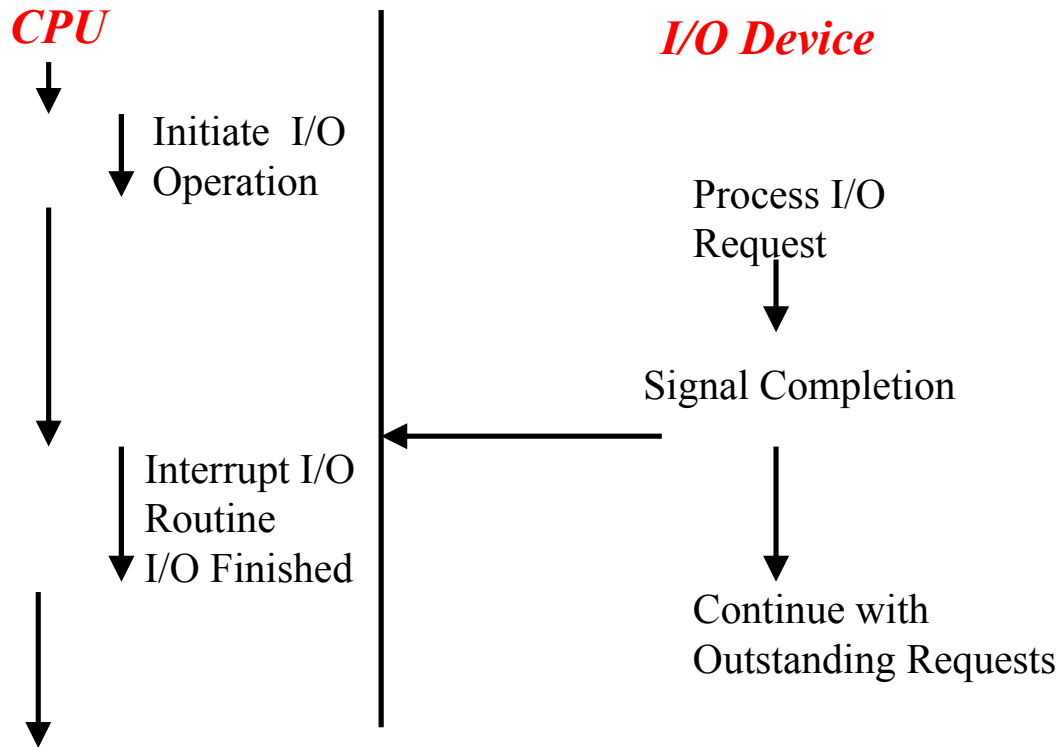 CPU
I/O Device
Initiate I/O
Operation
Process I/O
Request
Signal Completion
Interrupt I/O
Routine
I/O Finished
Continue with
Outstanding Requests